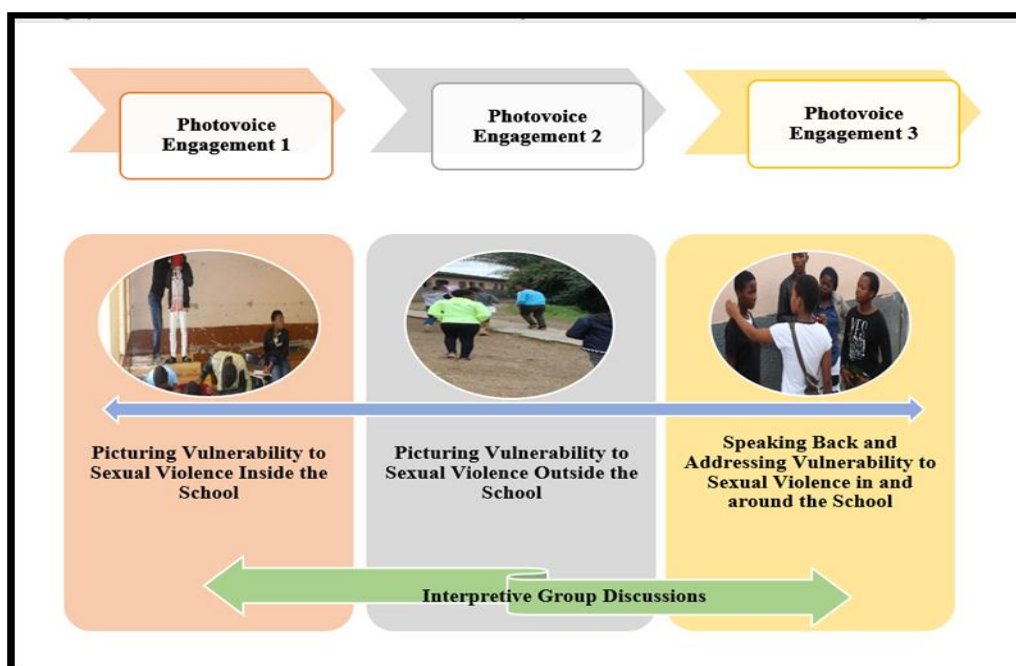 Photovoice
Engagement 1
Photovoice
Engagement 2
Photovoice
Engagement 3
Picturing Vulnerability to
Sexual Violence Inside the
School
Picturing Vulnerability to
Sexual Violence Outside the
School
Speaking Back and
Addressing Vulnerability to
Sexual Violence in and
around the School
Interpretive Group Discussions